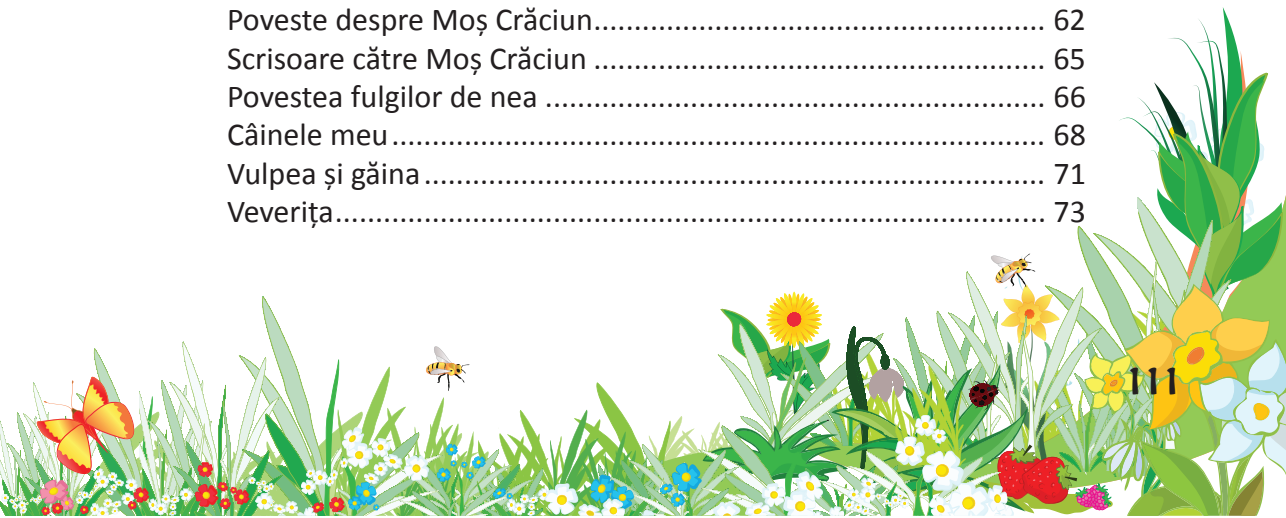 Poveste despre Moș Crăciun........................................................ 62
Scrisoare către Moș Crăciun ........................................................ 65
Povestea fulgilor de nea .............................................................. 66
Câinele meu ................................................................................. 68
Vulpea și găina ............................................................................. 71
Veverița........................................................................................ 73
111